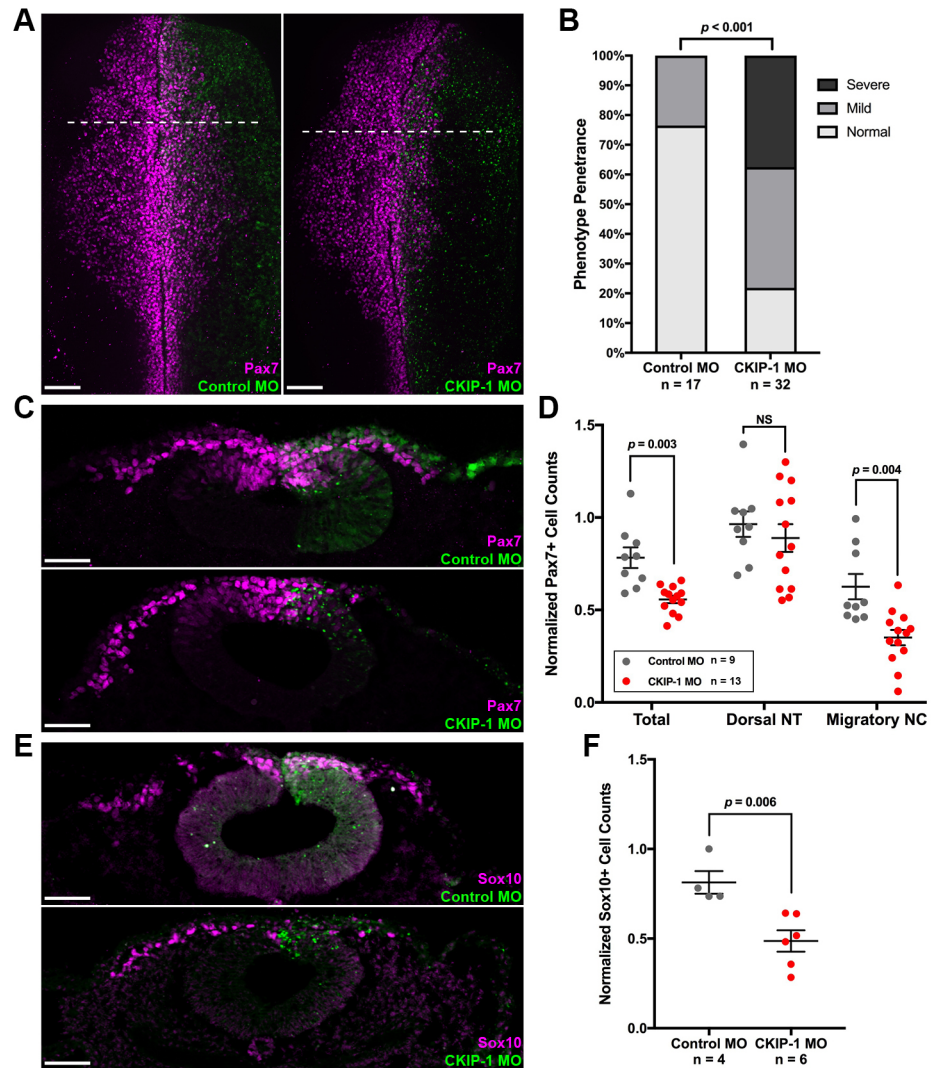 A
Pax7
Control MO
Pax7
CKIP-1 MO
B
p < 0.001
100%
90%
80%
70%
60%
50%
40%
30%
20%
10%
0%
Phenotype Penetrance
Severe
Mild
Normal
Control MO
n = 17
CKIP-1 MO
n = 32
C
Pax7
Control MO
Pax7
CKIP-1 MO
D
1.5
1.0
0.5
0.0
Normalized Pax7+ Cell Counts
p = 0.003
NS
p = 0.004
Control MO n = 9
CKIP-1 MO n = 13
Total
Dorsal NT
Migratory NC
E
Sox10
Control MO
Sox10
CKIP-1 MO
F
1.5
1.0
0.5
0.0
Normalized Sox10+ Cell Counts
p = 0.006
Control MO
n = 4
CKIP-1 MO
n = 6